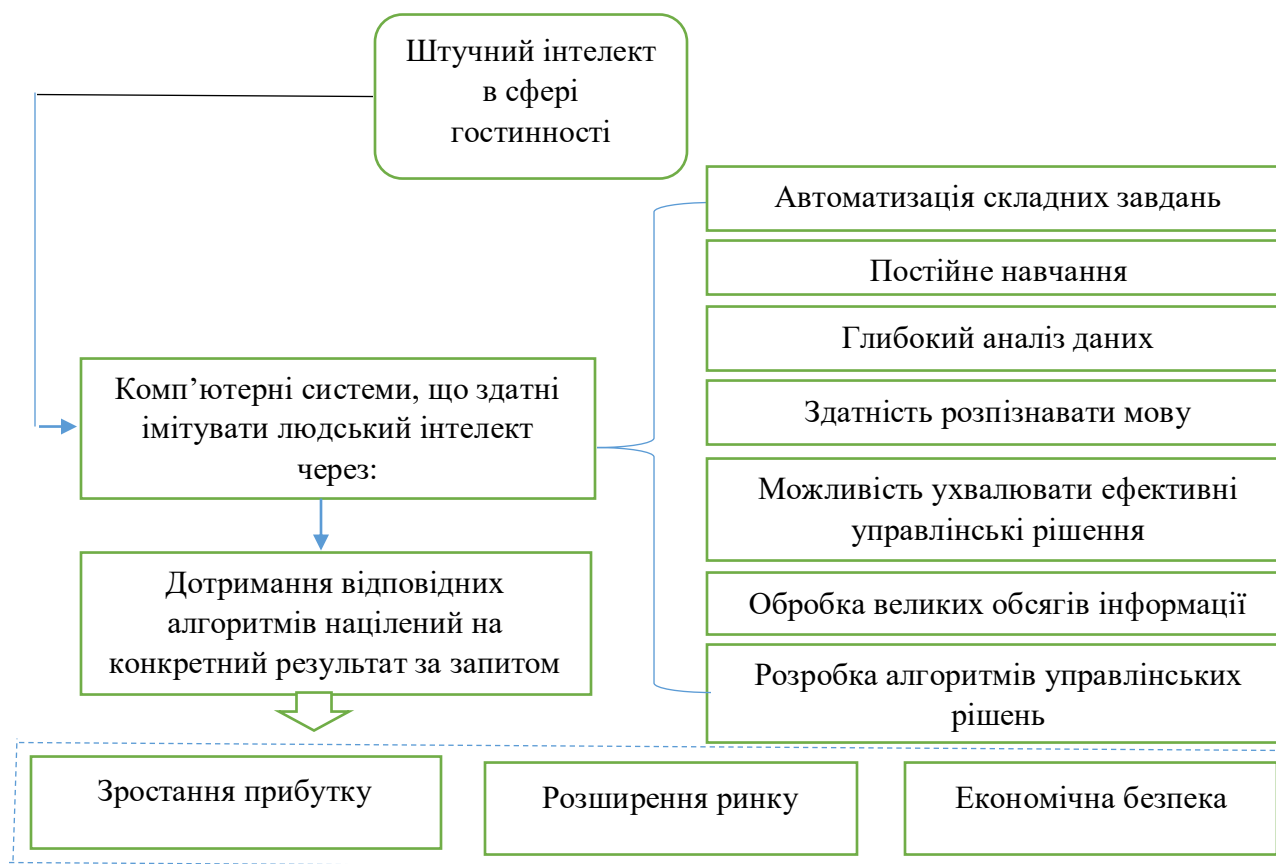 Штучний інтелект
в сфері
гостинності
Автоматизація складних завдань
Постійне навчання
Глибокий аналіз даних
Здатність розпізнавати мову
Можливість ухвалювати ефективні
управлінські рішення
Обробка великих обсягів інформації
Розробка алгоритмів управлінських
рішень
Комп’ютерні системи, що здатні
імітувати людський інтелект
через:
Дотримання відповідних
алгоритмів націлений на
конкретний результат за запитом
Зростання прибутку
Розширення ринку
Економічна безпека